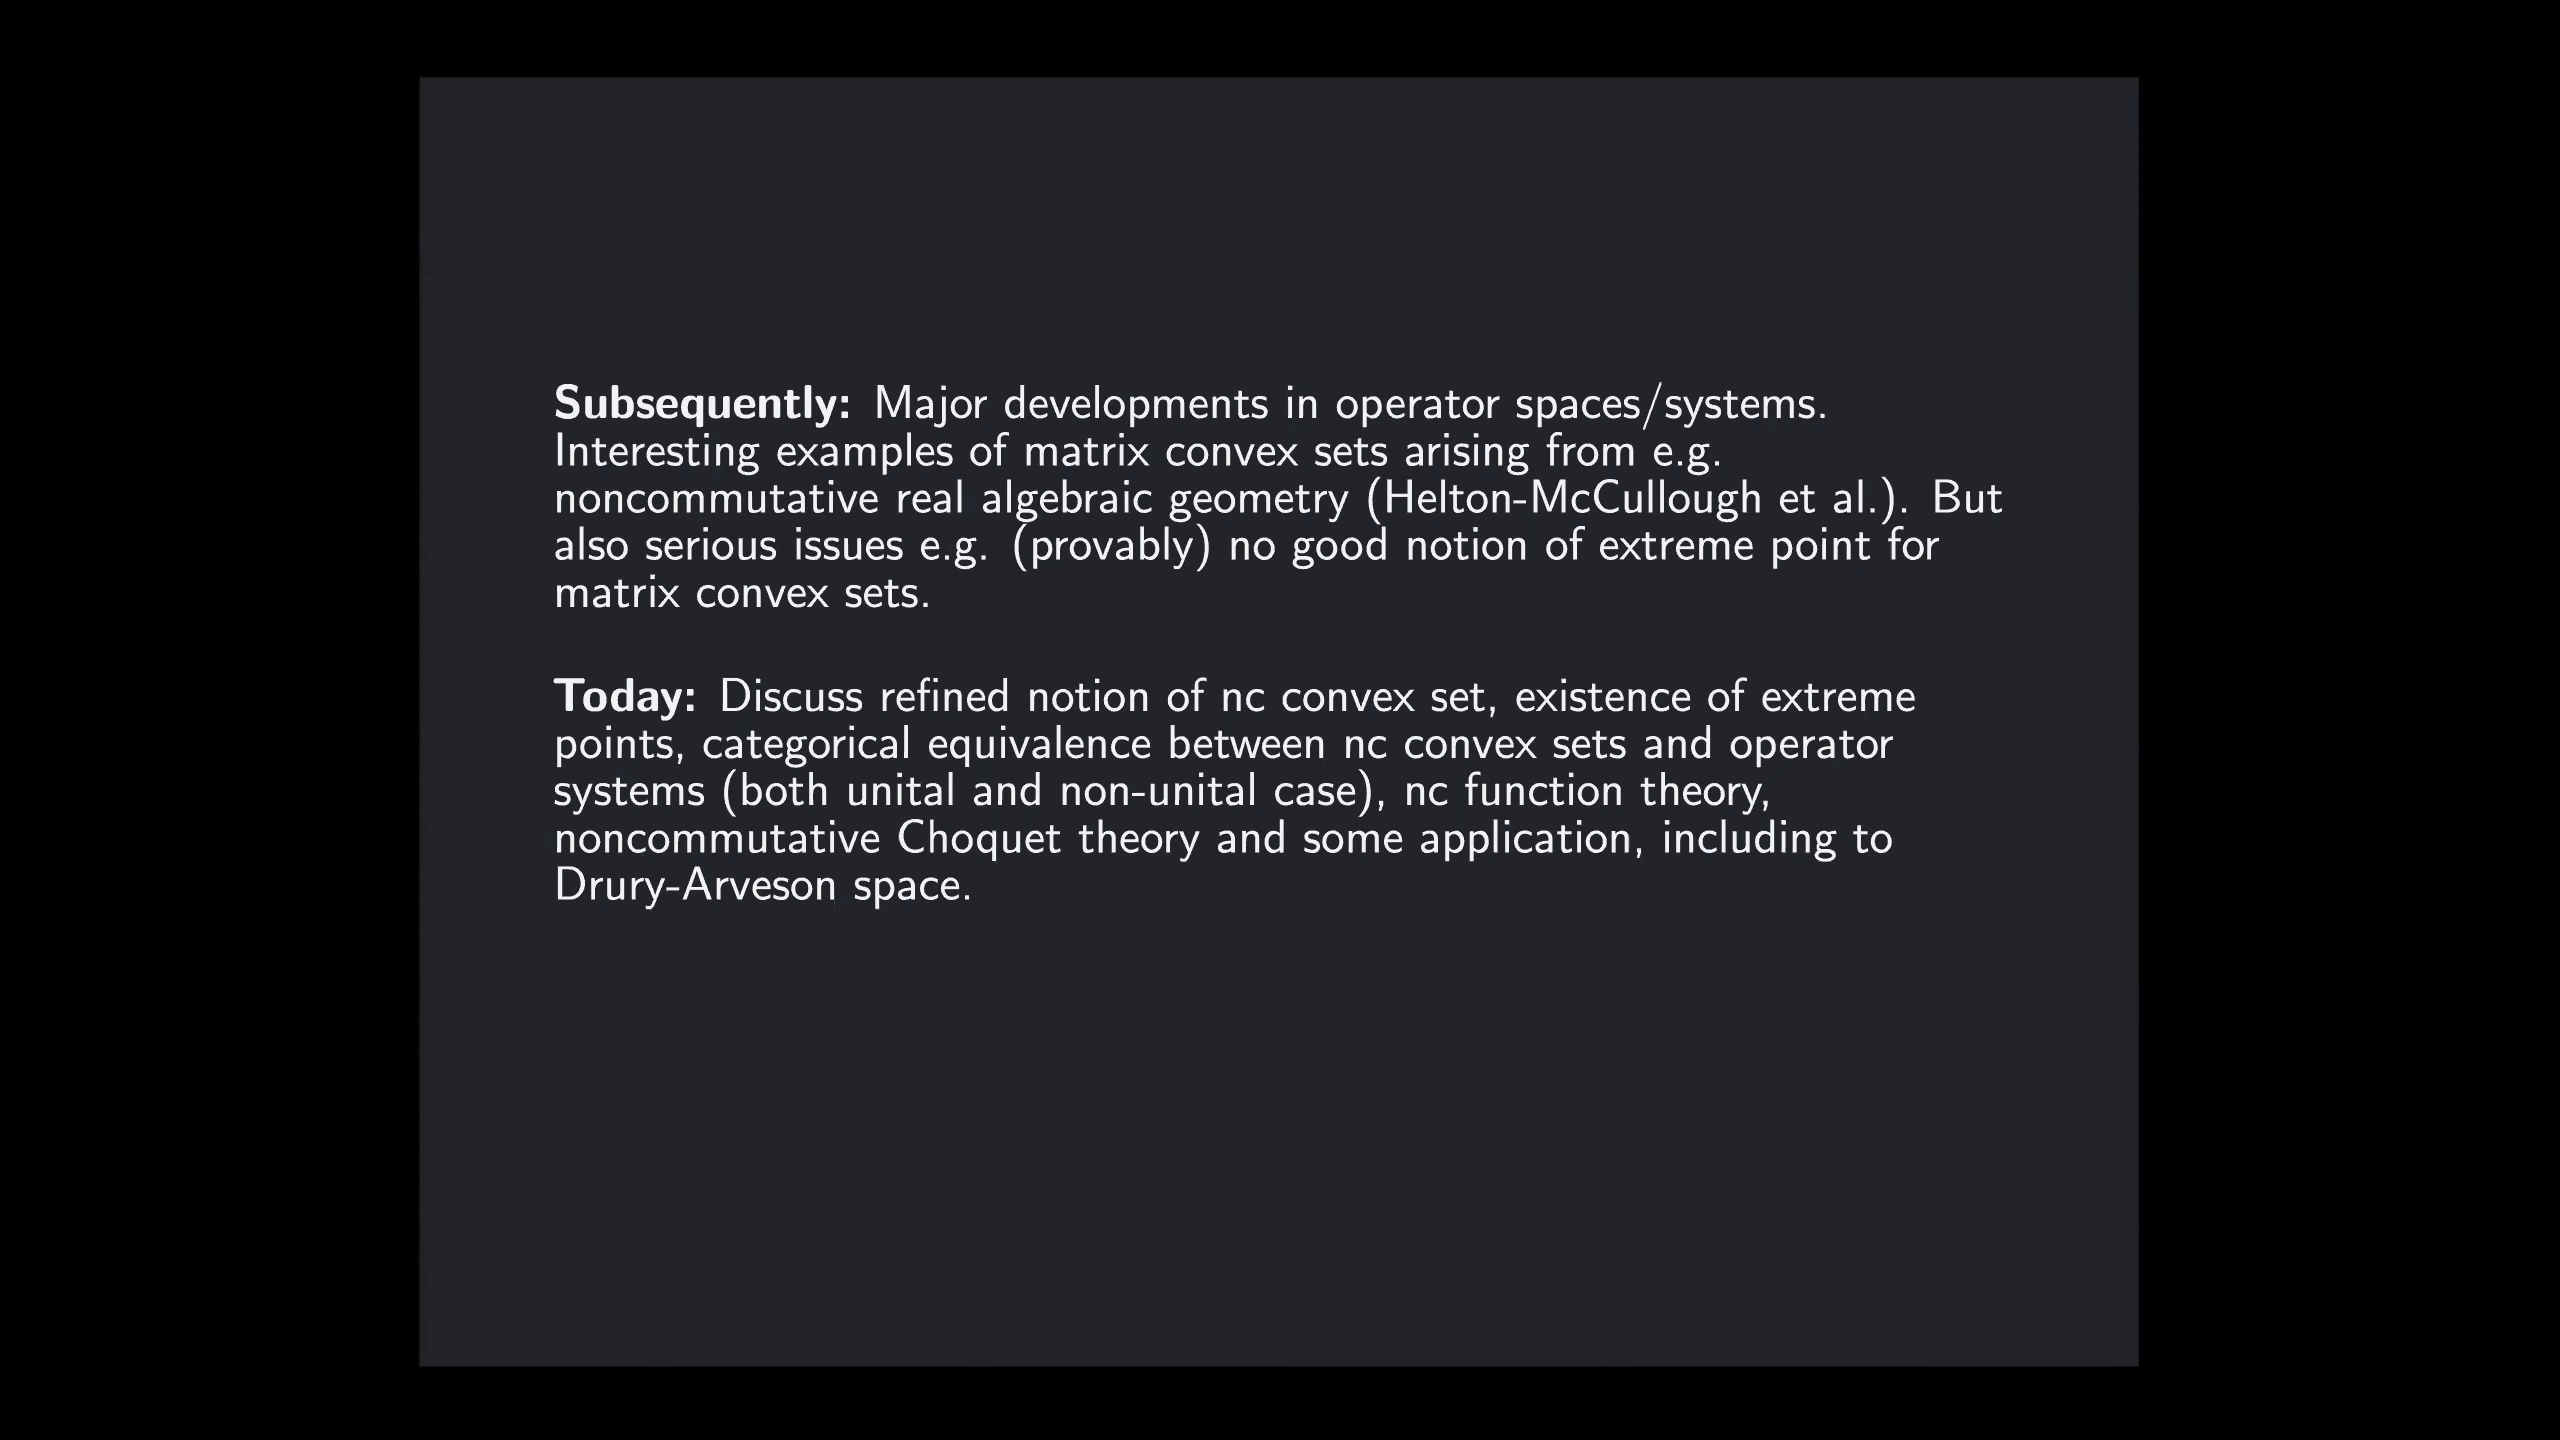 Subsequently: Major developments in operator spaces/systems.
Interesting examples of matrix convex sets arising from e.g.
noncommutative real algebraic geometry (Helton-McCullough et al.). But
also serious issues e.g. (provably) no good notion of extreme point for
matrix convex sets.
Today: Discuss refined notion of nc convex set, existence of extreme
points, categorical equivalence between nc convex sets and operator
systems (both unital and non-unital case), nc function theory,
noncommutative Choquet theory and some application, including to
Drury-Arveson space.